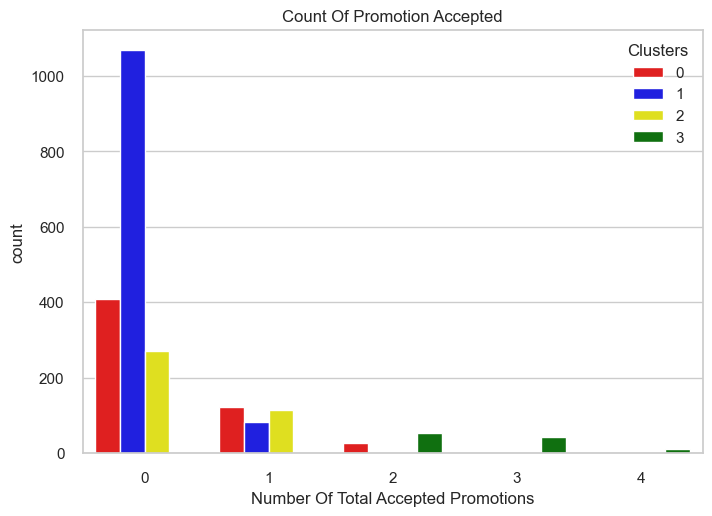 Count Of Promotion Accepted
Clusters
0
1
2
3
1000
800
600
400
200
0
count
0 1 2 3 4
Number Of Total Accepted Promotions